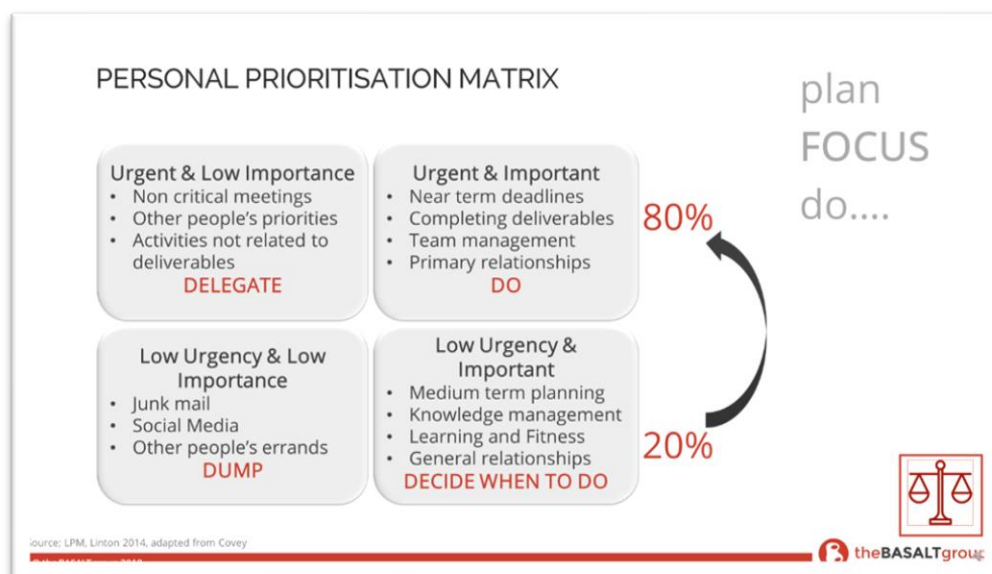 PERSONAL PRIORITISATION MATRIX
plan
FOCUS
do....
Urgent & Low Importance
• Non critical meetings
• Other people's priorities
• Activities not related to
deliverables
DELEGATE
Urgent & Important
• Near term deadlines
• Completing deliverables
• Team management
• Primary relationships
DO
80%
Low Urgency & Low
Importance
• Junk mail
• Social Media
• Other people's errands
DUMP
Low Urgency &
Important
• Medium term planning
• Knowledge management
• Learning and Fitness
• General relationships
DECIDE WHEN TO DO
20%
Source; LPM, Linton 2014, adapted from Covey
theBASALTgroup